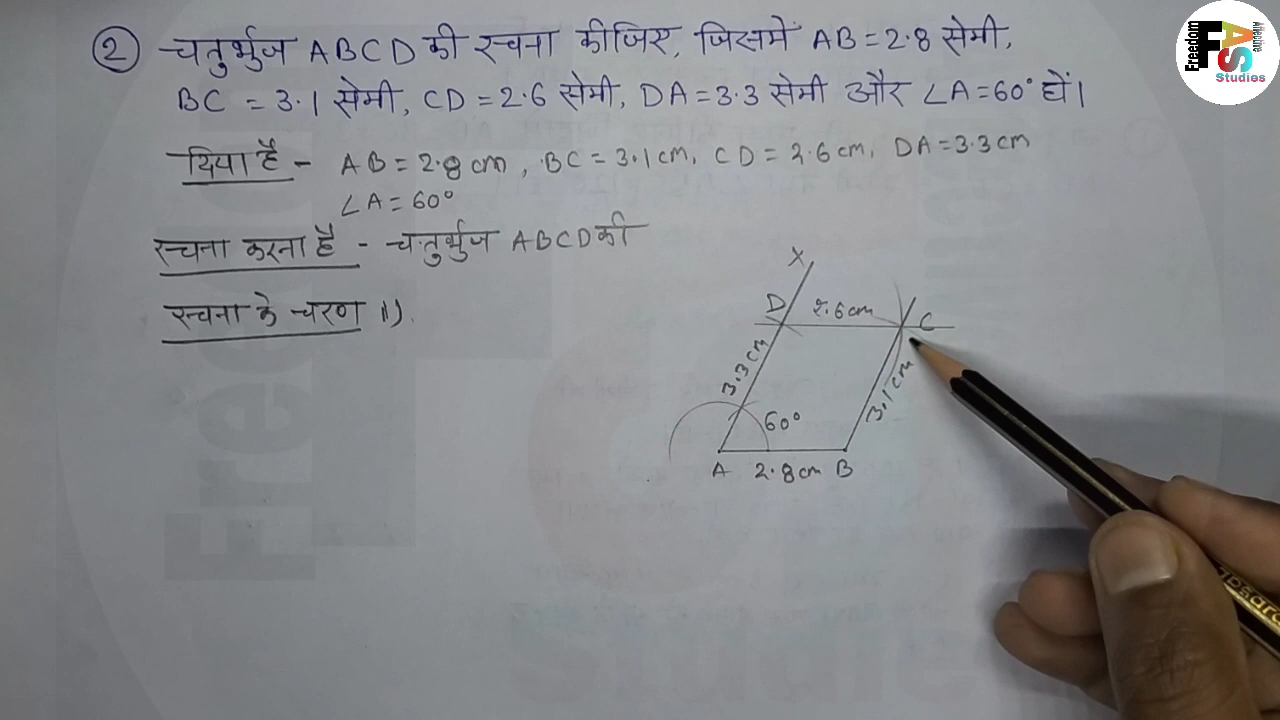 ② चतुर्भुज ABCD की रचना कीजिए, जिसमें AB = 2.8 सेमी,
BC = 3.1 सेमी, CD = 2.6 सेमी, DA = 3.3 सेमी और ∠A = 60° हों।
दिया है - AB = 2.8 cm, BC = 3.1 cm, CD = 2.6 cm, DA = 3.3 cm
∠A = 60°
रचना करना है - चतुर्भुज ABCD की
रचना के चरण 1).
X
D 2.6 cm C
3.3 cm
3.1 cm
60°
A 2.8 cm B
Freedom
FAS
Studies